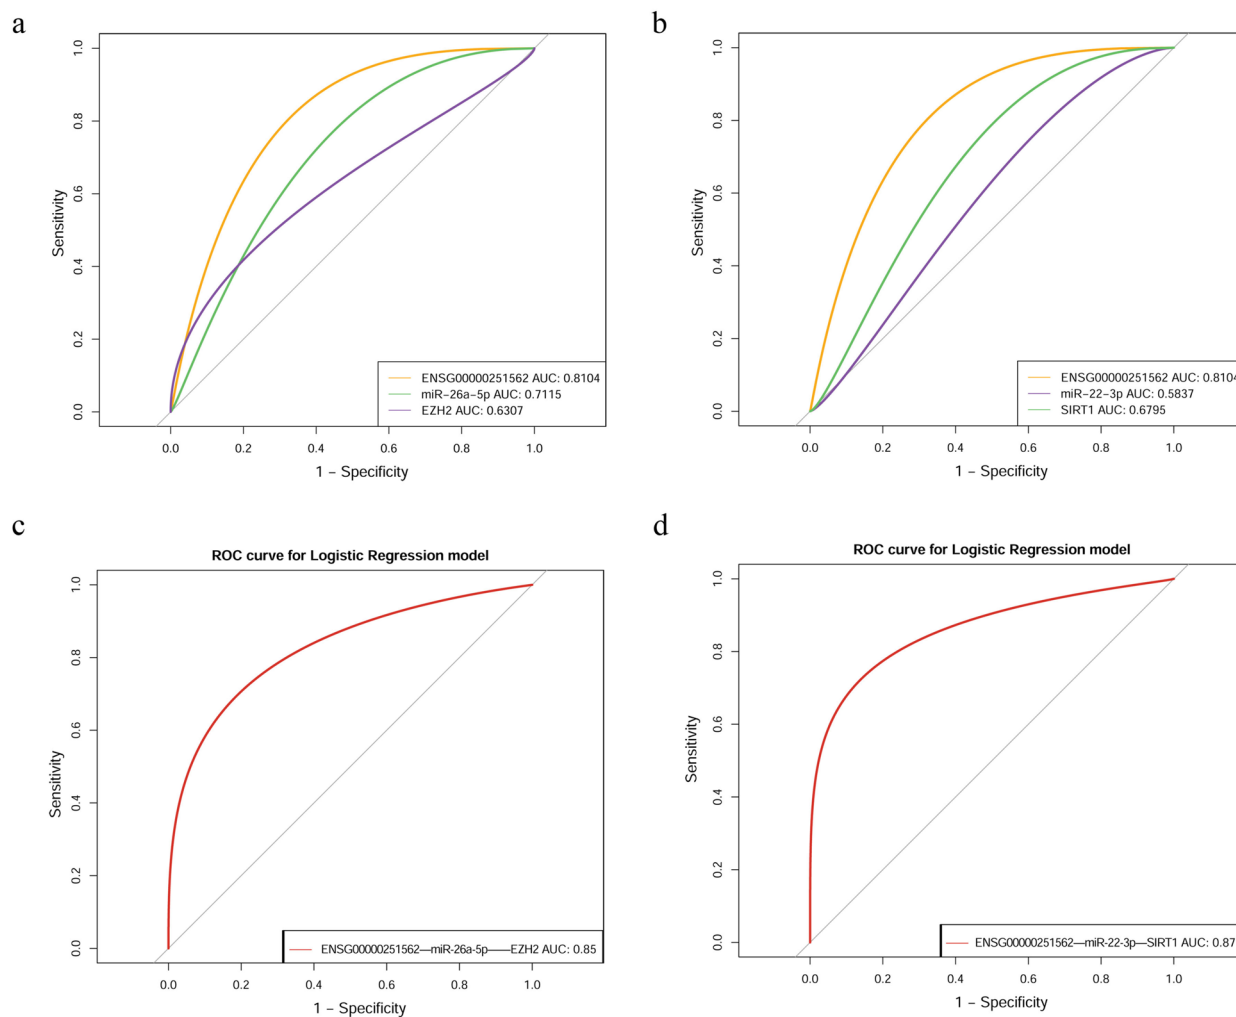 a
1.0
0.8
0.6
0.4
0.2
0.0
Sensitivity
ENSG00000251562 AUC: 0.8104
miR−26a−5p AUC: 0.7115
EZH2 AUC: 0.6307
0.0 0.2 0.4 0.6 0.8 1.0
1 − Specificity
b
1.0
0.8
0.6
0.4
0.2
0.0
Sensitivity
ENSG00000251562 AUC: 0.8104
miR−22−3p AUC: 0.5837
SIRT1 AUC: 0.6795
0.0 0.2 0.4 0.6 0.8 1.0
1 − Specificity
c
ROC curve for Logistic Regression model
1.0
0.8
0.6
0.4
0.2
0.0
Sensitivity
ENSG00000251562—miR-26a-5p——EZH2 AUC: 0.85
0.0 0.2 0.4 0.6 0.8 1.0
1 − Specificity
d
ROC curve for Logistic Regression model
1.0
0.8
0.6
0.4
0.2
0.0
Sensitivity
ENSG00000251562—miR-22-3p—SIRT1 AUC: 0.87
0.0 0.2 0.4 0.6 0.8 1.0
1 − Specificity